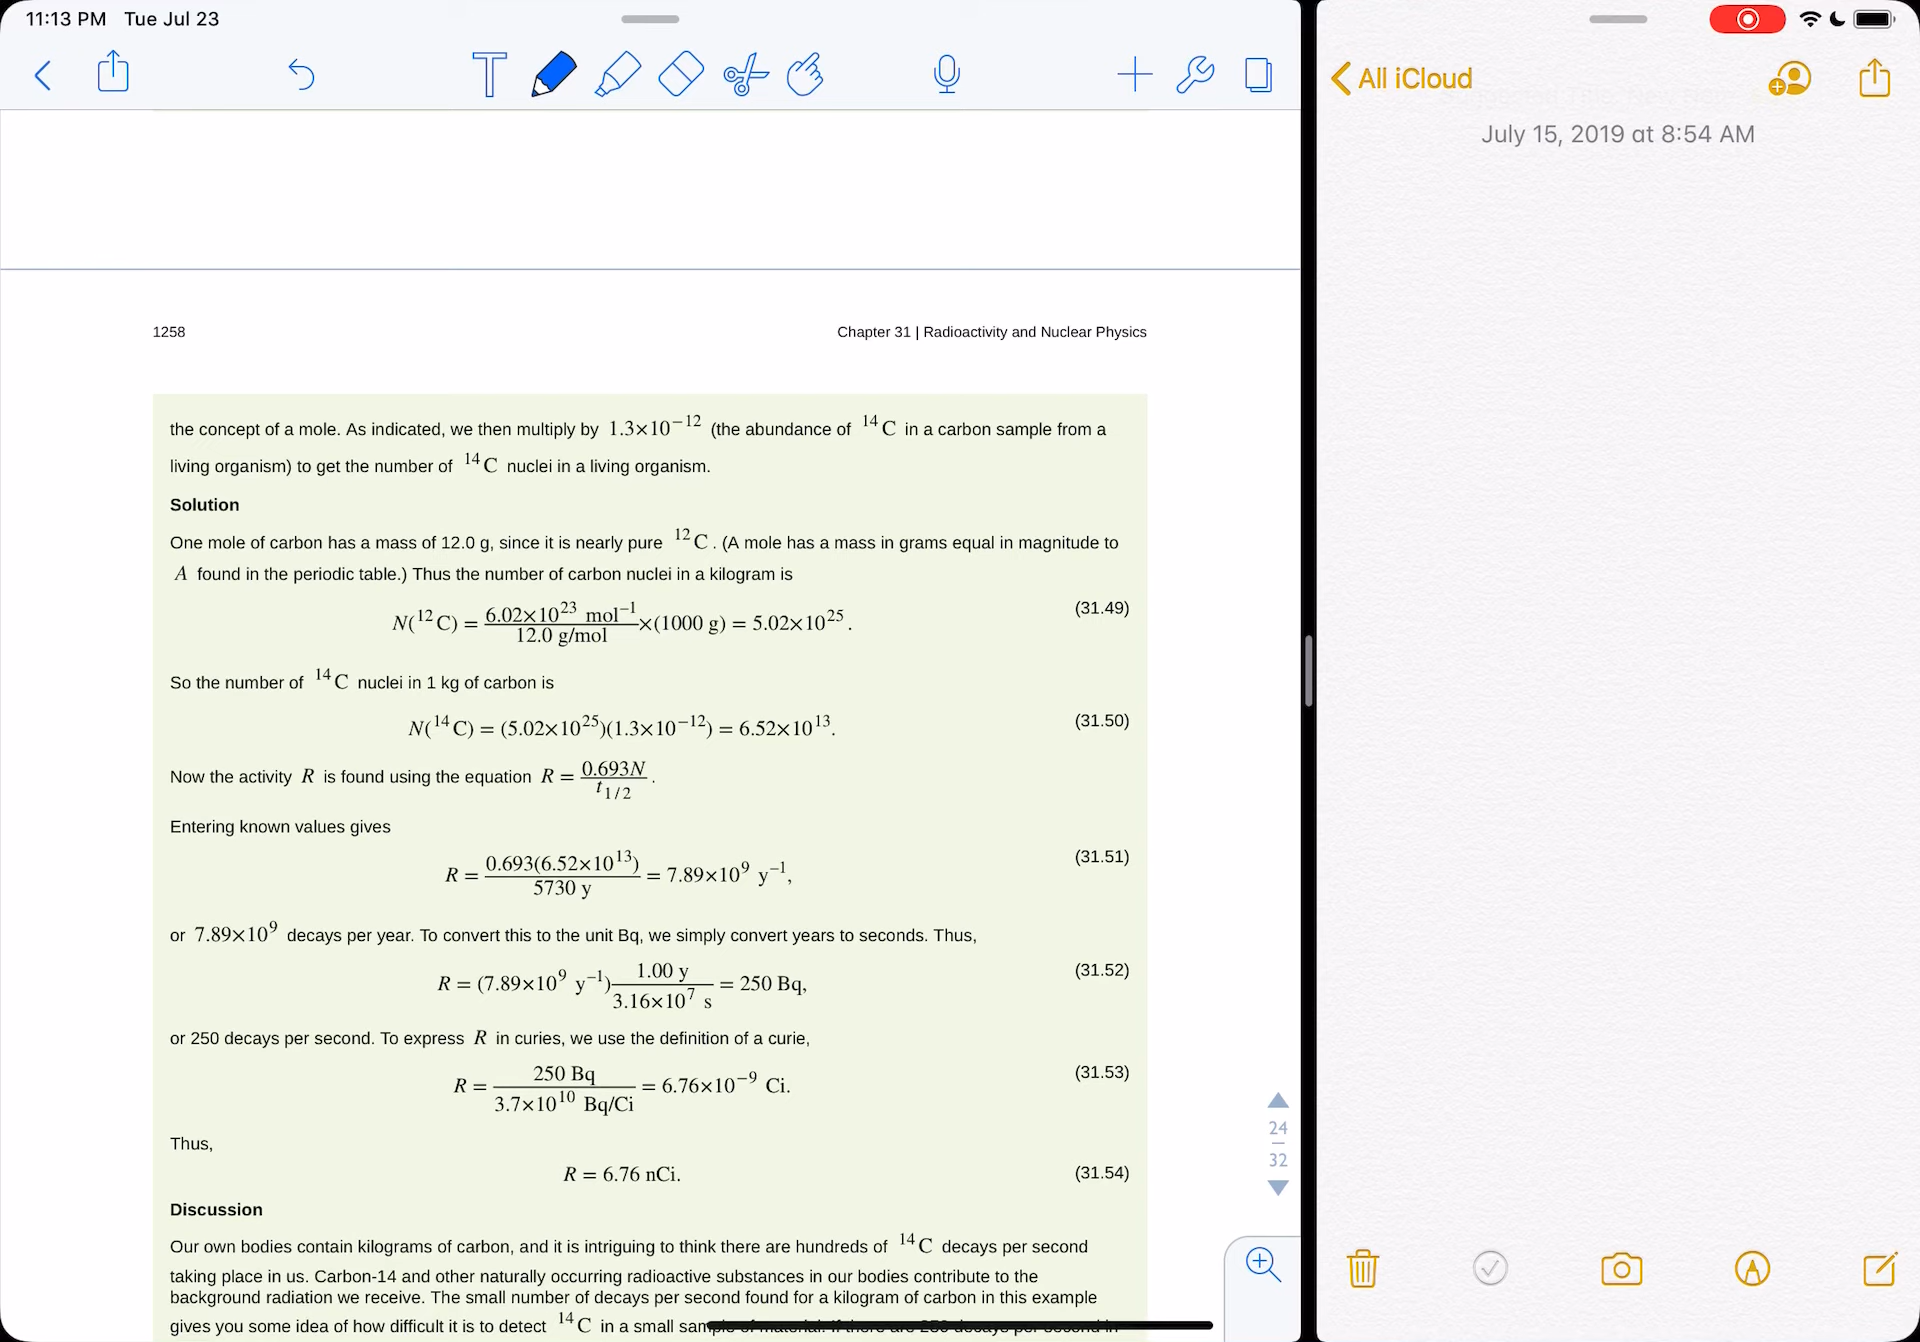 11:13 PM Tue Jul 23
All iCloud
July 15, 2019 at 8:54 AM
1258
Chapter 31 | Radioactivity and Nuclear Physics
the concept of a mole. As indicated, we then multiply by 1.3×10⁻¹² (the abundance of ¹⁴C in a carbon sample from a
living organism) to get the number of ¹⁴C nuclei in a living organism.
Solution
One mole of carbon has a mass of 12.0 g, since it is nearly pure ¹²C. (A mole has a mass in grams equal in magnitude to
A found in the periodic table.) Thus the number of carbon nuclei in a kilogram is
N(¹²C) = 6.02×10²³ mol⁻¹ / 12.0 g/mol ×(1000 g) = 5.02×10²⁵. (31.49)
So the number of ¹⁴C nuclei in 1 kg of carbon is
N(¹⁴C) = (5.02×10²⁵)(1.3×10⁻¹²) = 6.52×10¹³. (31.50)
Now the activity R is found using the equation R = 0.693N / t₁/₂.
Entering known values gives
R = 0.693(6.52×10¹³) / 5730 y = 7.89×10⁹ y⁻¹, (31.51)
or 7.89×10⁹ decays per year. To convert this to the unit Bq, we simply convert years to seconds. Thus,
R = (7.89×10⁹ y⁻¹) 1.00 y / 3.16×10⁷ s = 250 Bq, (31.52)
or 250 decays per second. To express R in curies, we use the definition of a curie,
R = 250 Bq / 3.7×10¹⁰ Bq/Ci = 6.76×10⁻⁹ Ci. (31.53)
Thus,
R = 6.76 nCi. (31.54)
24
32
Discussion
Our own bodies contain kilograms of carbon, and it is intriguing to think there are hundreds of ¹⁴C decays per second
taking place in us. Carbon-14 and other naturally occurring radioactive substances in our bodies contribute to the
background radiation we receive. The small number of decays per second found for a kilogram of carbon in this example
gives you some idea of how difficult it is to detect ¹⁴C in a small sample of material. If there are 250 decays per second in